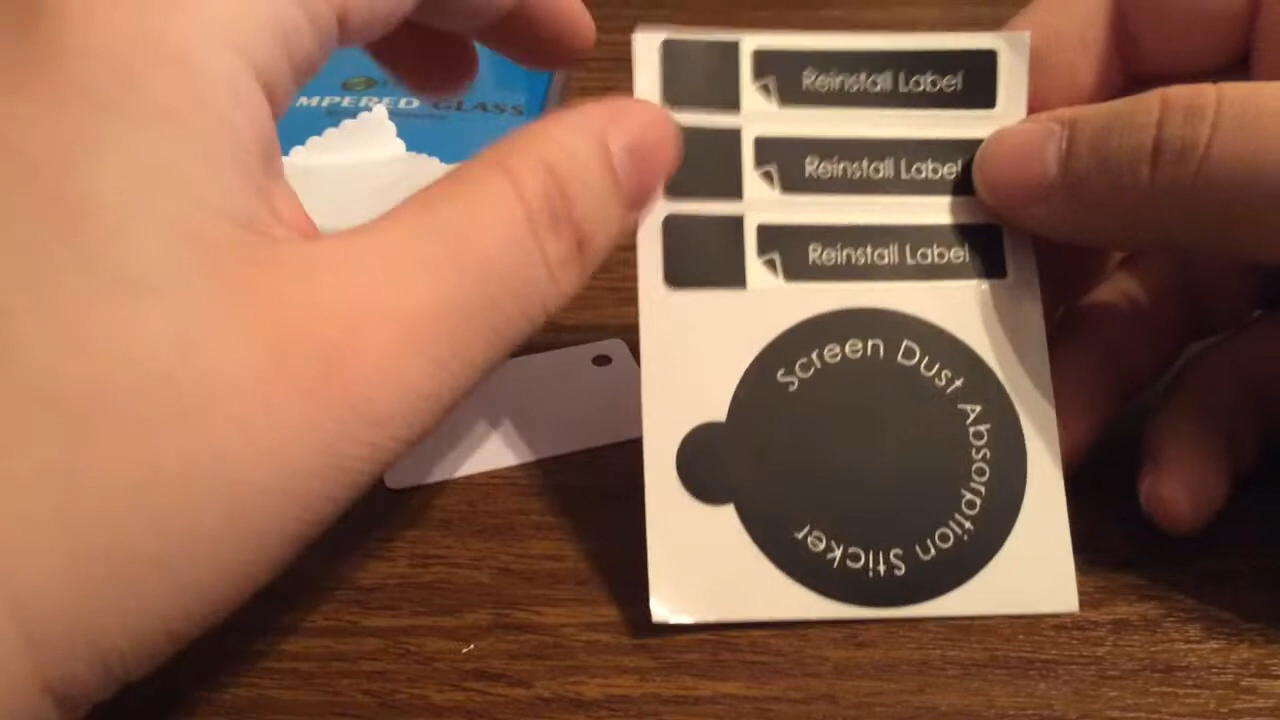 MPERED GLASS
Reinstall Label
Reinstall Label
Reinstall Label
Screen Dust Absorption Sticker